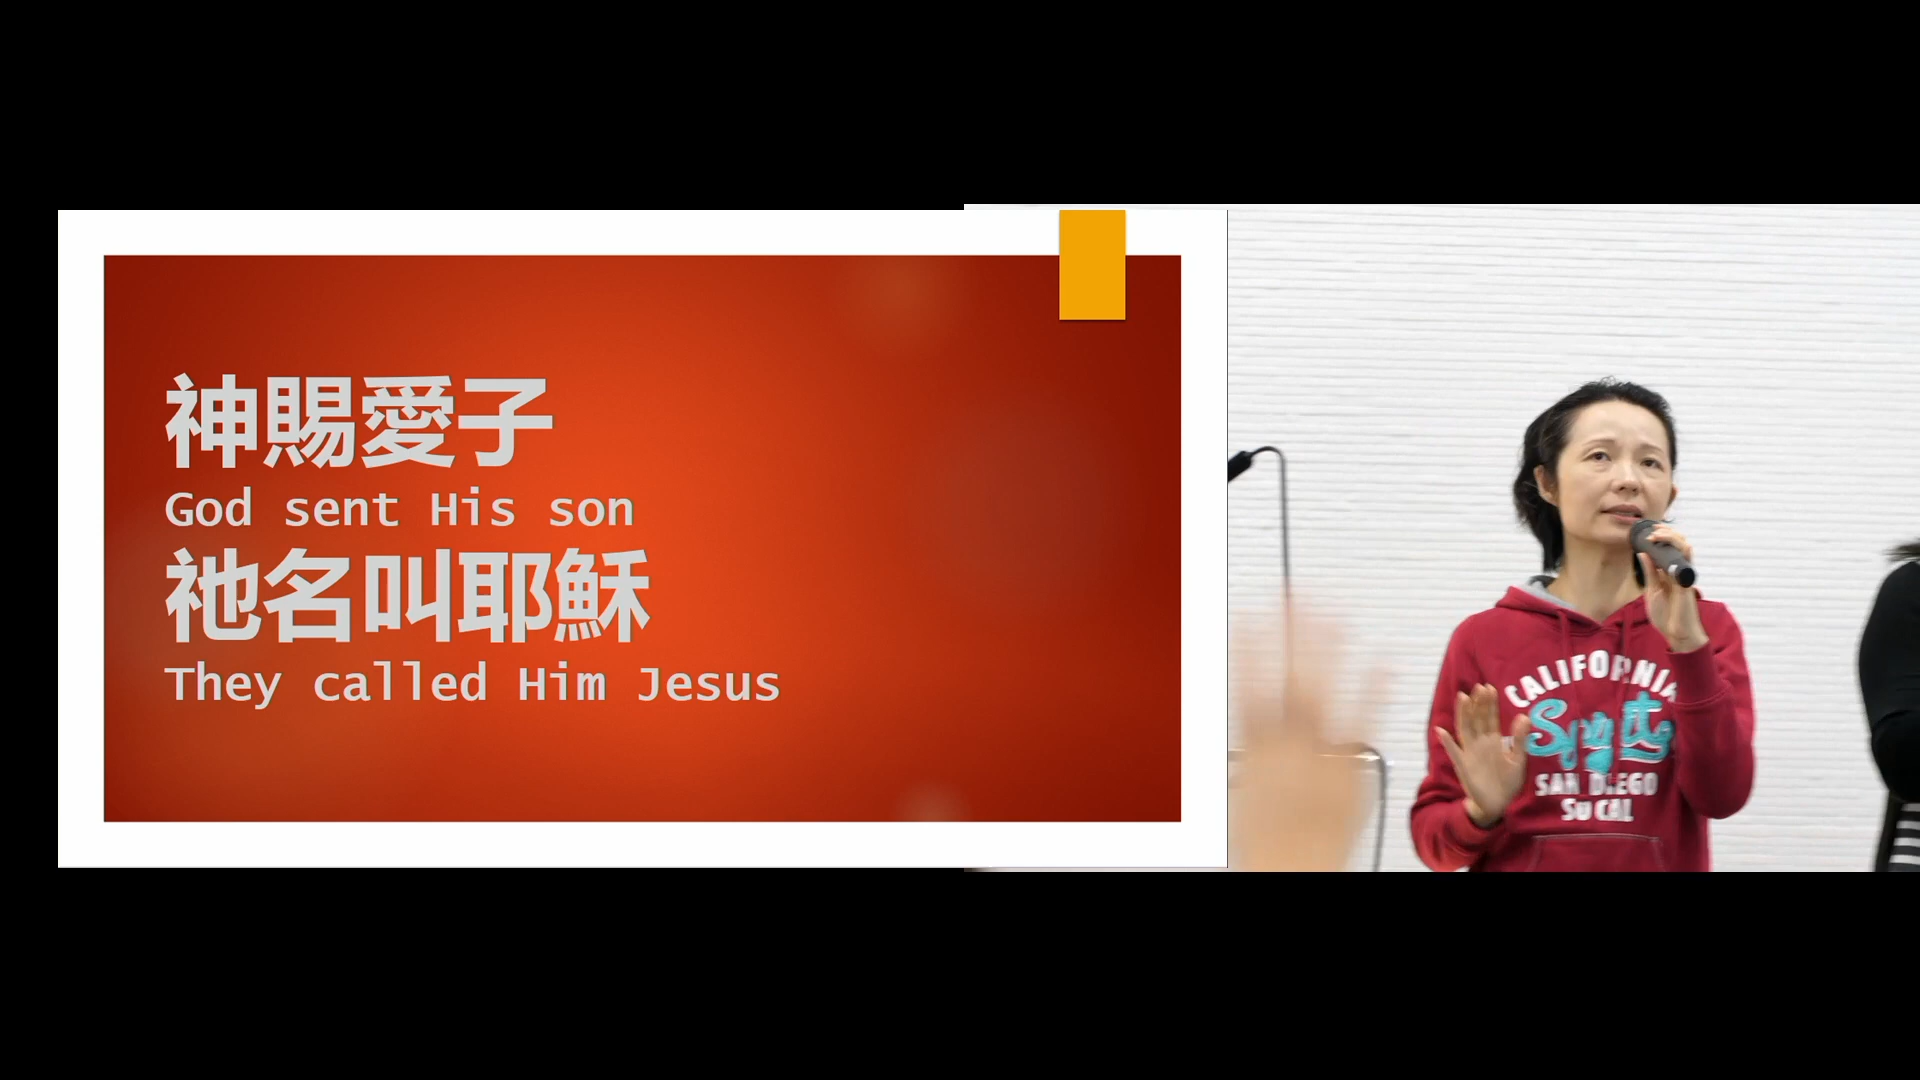 神賜愛子
God sent His son
祂名叫耶穌
They called Him Jesus
CALIFORNIA
SAN DIEGO
SO CAL